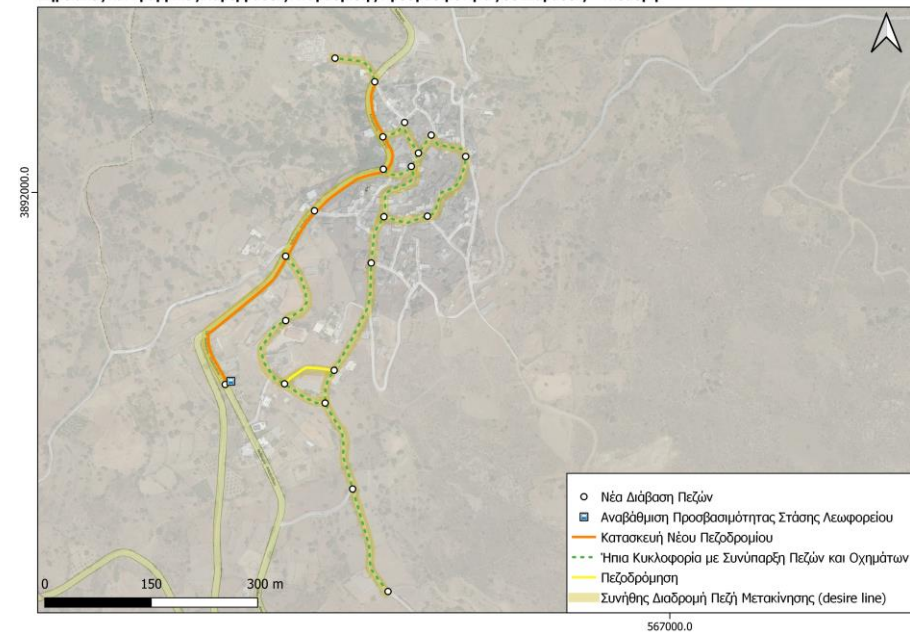 3892000.0
0 150 300 m
Νέα Διάβαση Πεζών
Αναβάθμιση Προσβασιμότητας Στάσης Λεωφορείου
Κατασκευή Νέου Πεζοδρομίου
Ήπια Κυκλοφορία με Συνύπαρξη Πεζών και Οχημάτων
Πεζοδρόμηση
Συνήθης Διαδρομή Πεζή Μετακίνησης (desire line)
567000.0